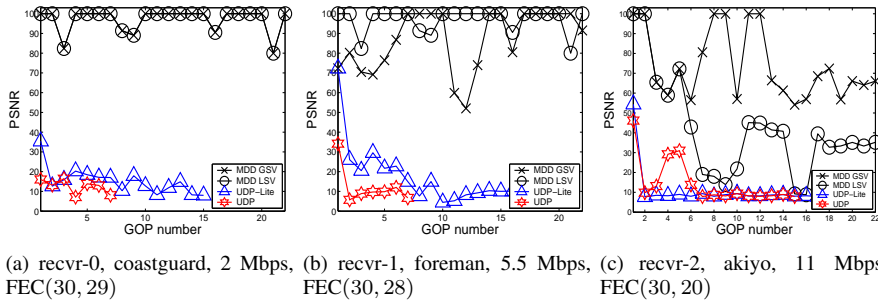 100
90
80
70
60
50
40
30
20
10
0
PSNR
5 10 15 20
GOP number
MDD GSV
MDD LSV
UDP-Lite
UDP
100
90
80
70
60
50
40
30
20
10
0
PSNR
5 10 15 20
GOP number
MDD GSV
MDD LSV
UDP-Lite
UDP
100
90
80
70
60
50
40
30
20
10
0
PSNR
2 4 6 8 10 12 14 16 18 20 22
GOP number
MDD GSV
MDD LSV
UDP-Lite
UDP
(a) recvr-0, coastguard, 2 Mbps, FEC(30, 29)
(b) recvr-1, foreman, 5.5 Mbps, FEC(30, 28)
(c) recvr-2, akiyo, 11 Mbps FEC(30, 20)